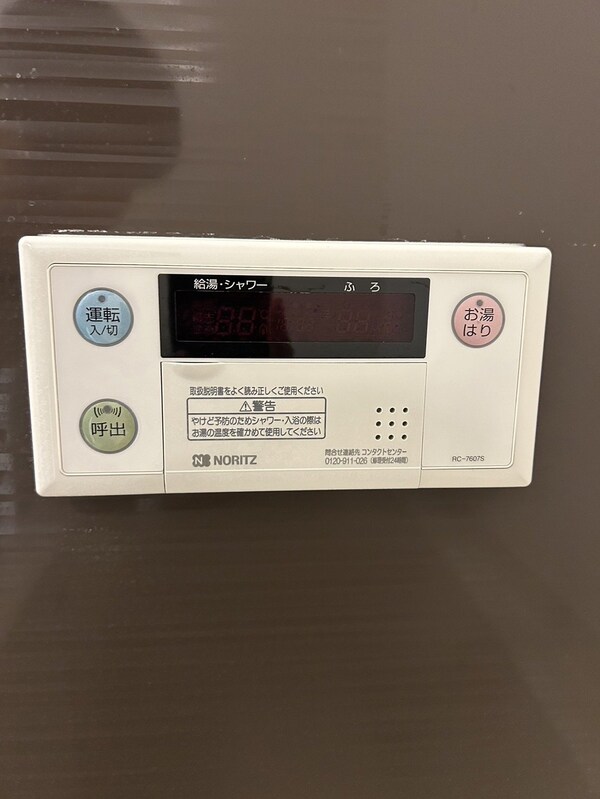 給湯・シャワー
ふろ
運転
入/切
お湯
はり
呼出
取扱説明書をよく読み正しくご使用ください
⚠警告
やけど予防のためシャワー・入浴の際は
お湯の温度を確かめて使用してください
NORITZ
問合せ連絡先 コンタクトセンター
0120-911-026
RC-7607S